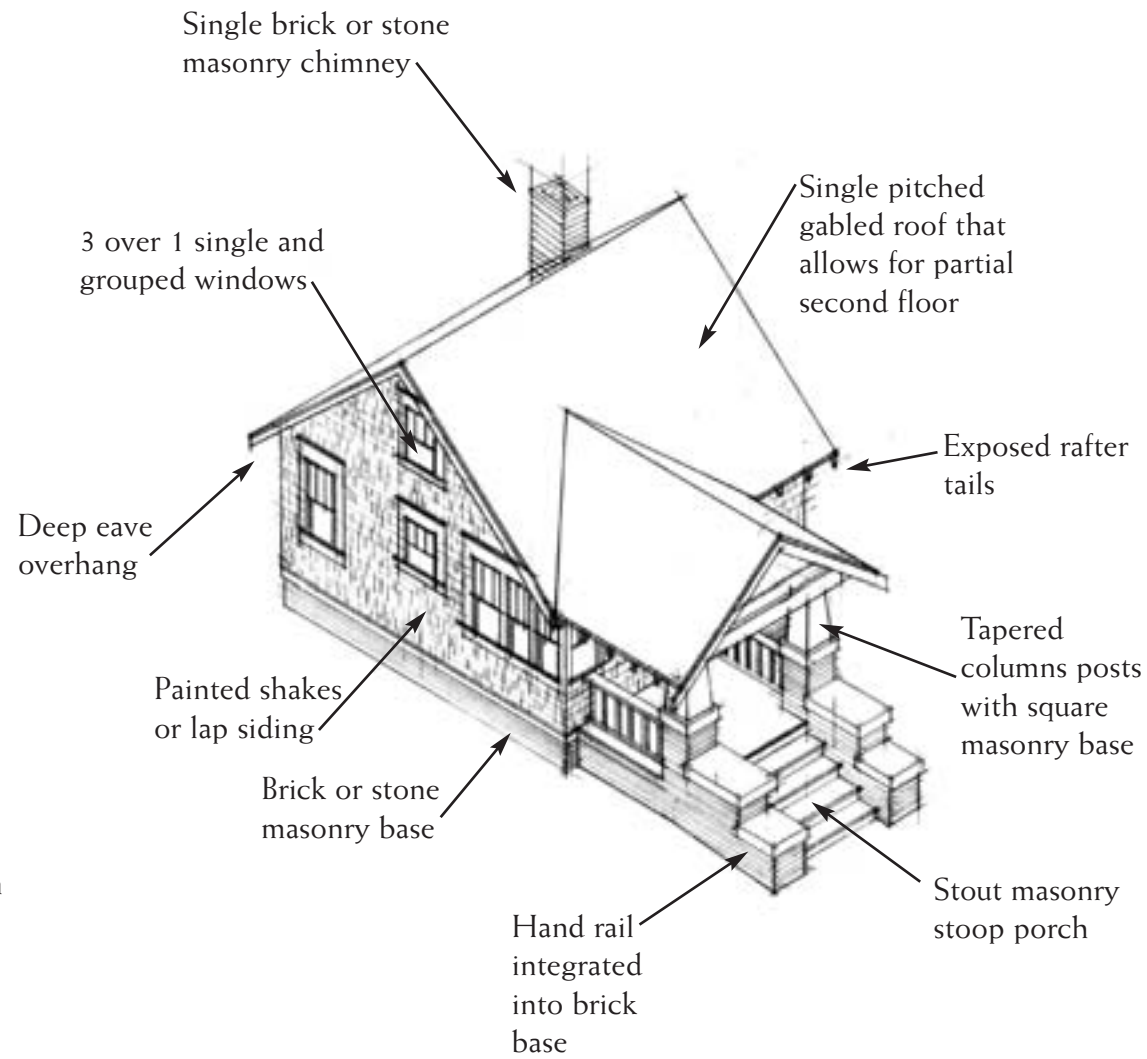 Single brick or stone
masonry chimney
3 over 1 single and
grouped windows
Single pitched
gabled roof that
allows for partial
second floor
Exposed rafter
tails
Deep eave
overhang
Tapered
columns posts
with square
masonry base
Painted shakes
or lap siding
Brick or stone
masonry base
Stout masonry
stoop porch
Hand rail
integrated
into brick
base